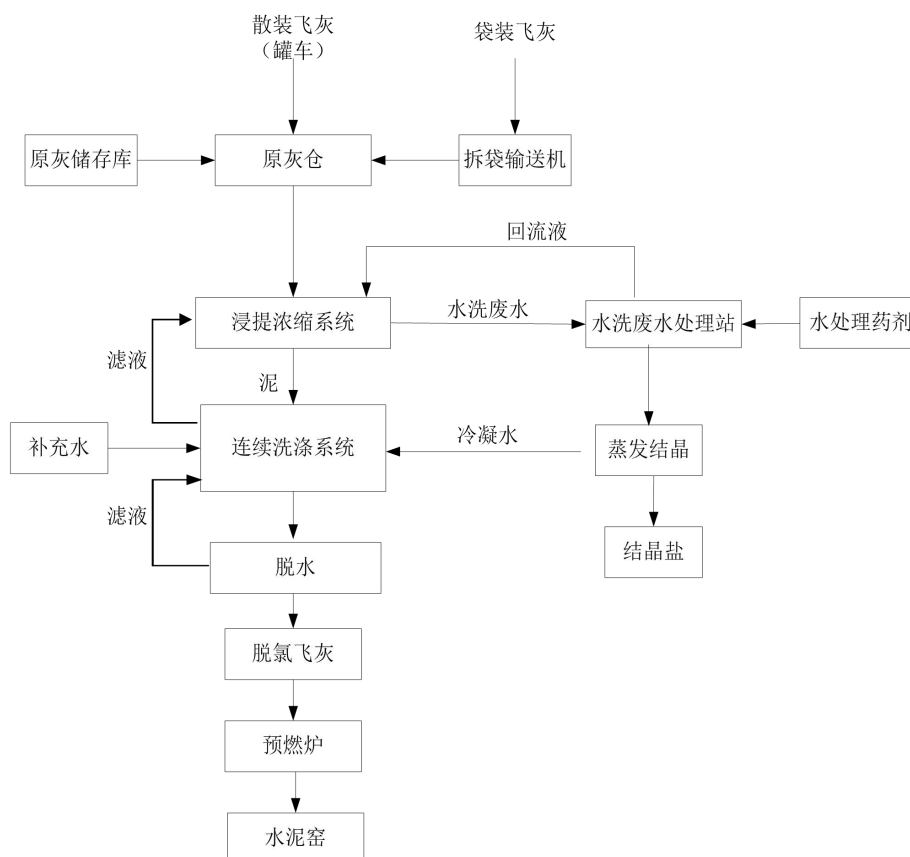 散装飞灰
（罐车）
袋装飞灰
原灰储存库
原灰仓
拆袋输送机
回流液
浸提浓缩系统
水洗废水
水洗废水处理站
水处理药剂
滤液
泥
补充水
连续洗涤系统
冷凝水
蒸发结晶
滤液
脱水
结晶盐
脱氯飞灰
预燃炉
水泥窑